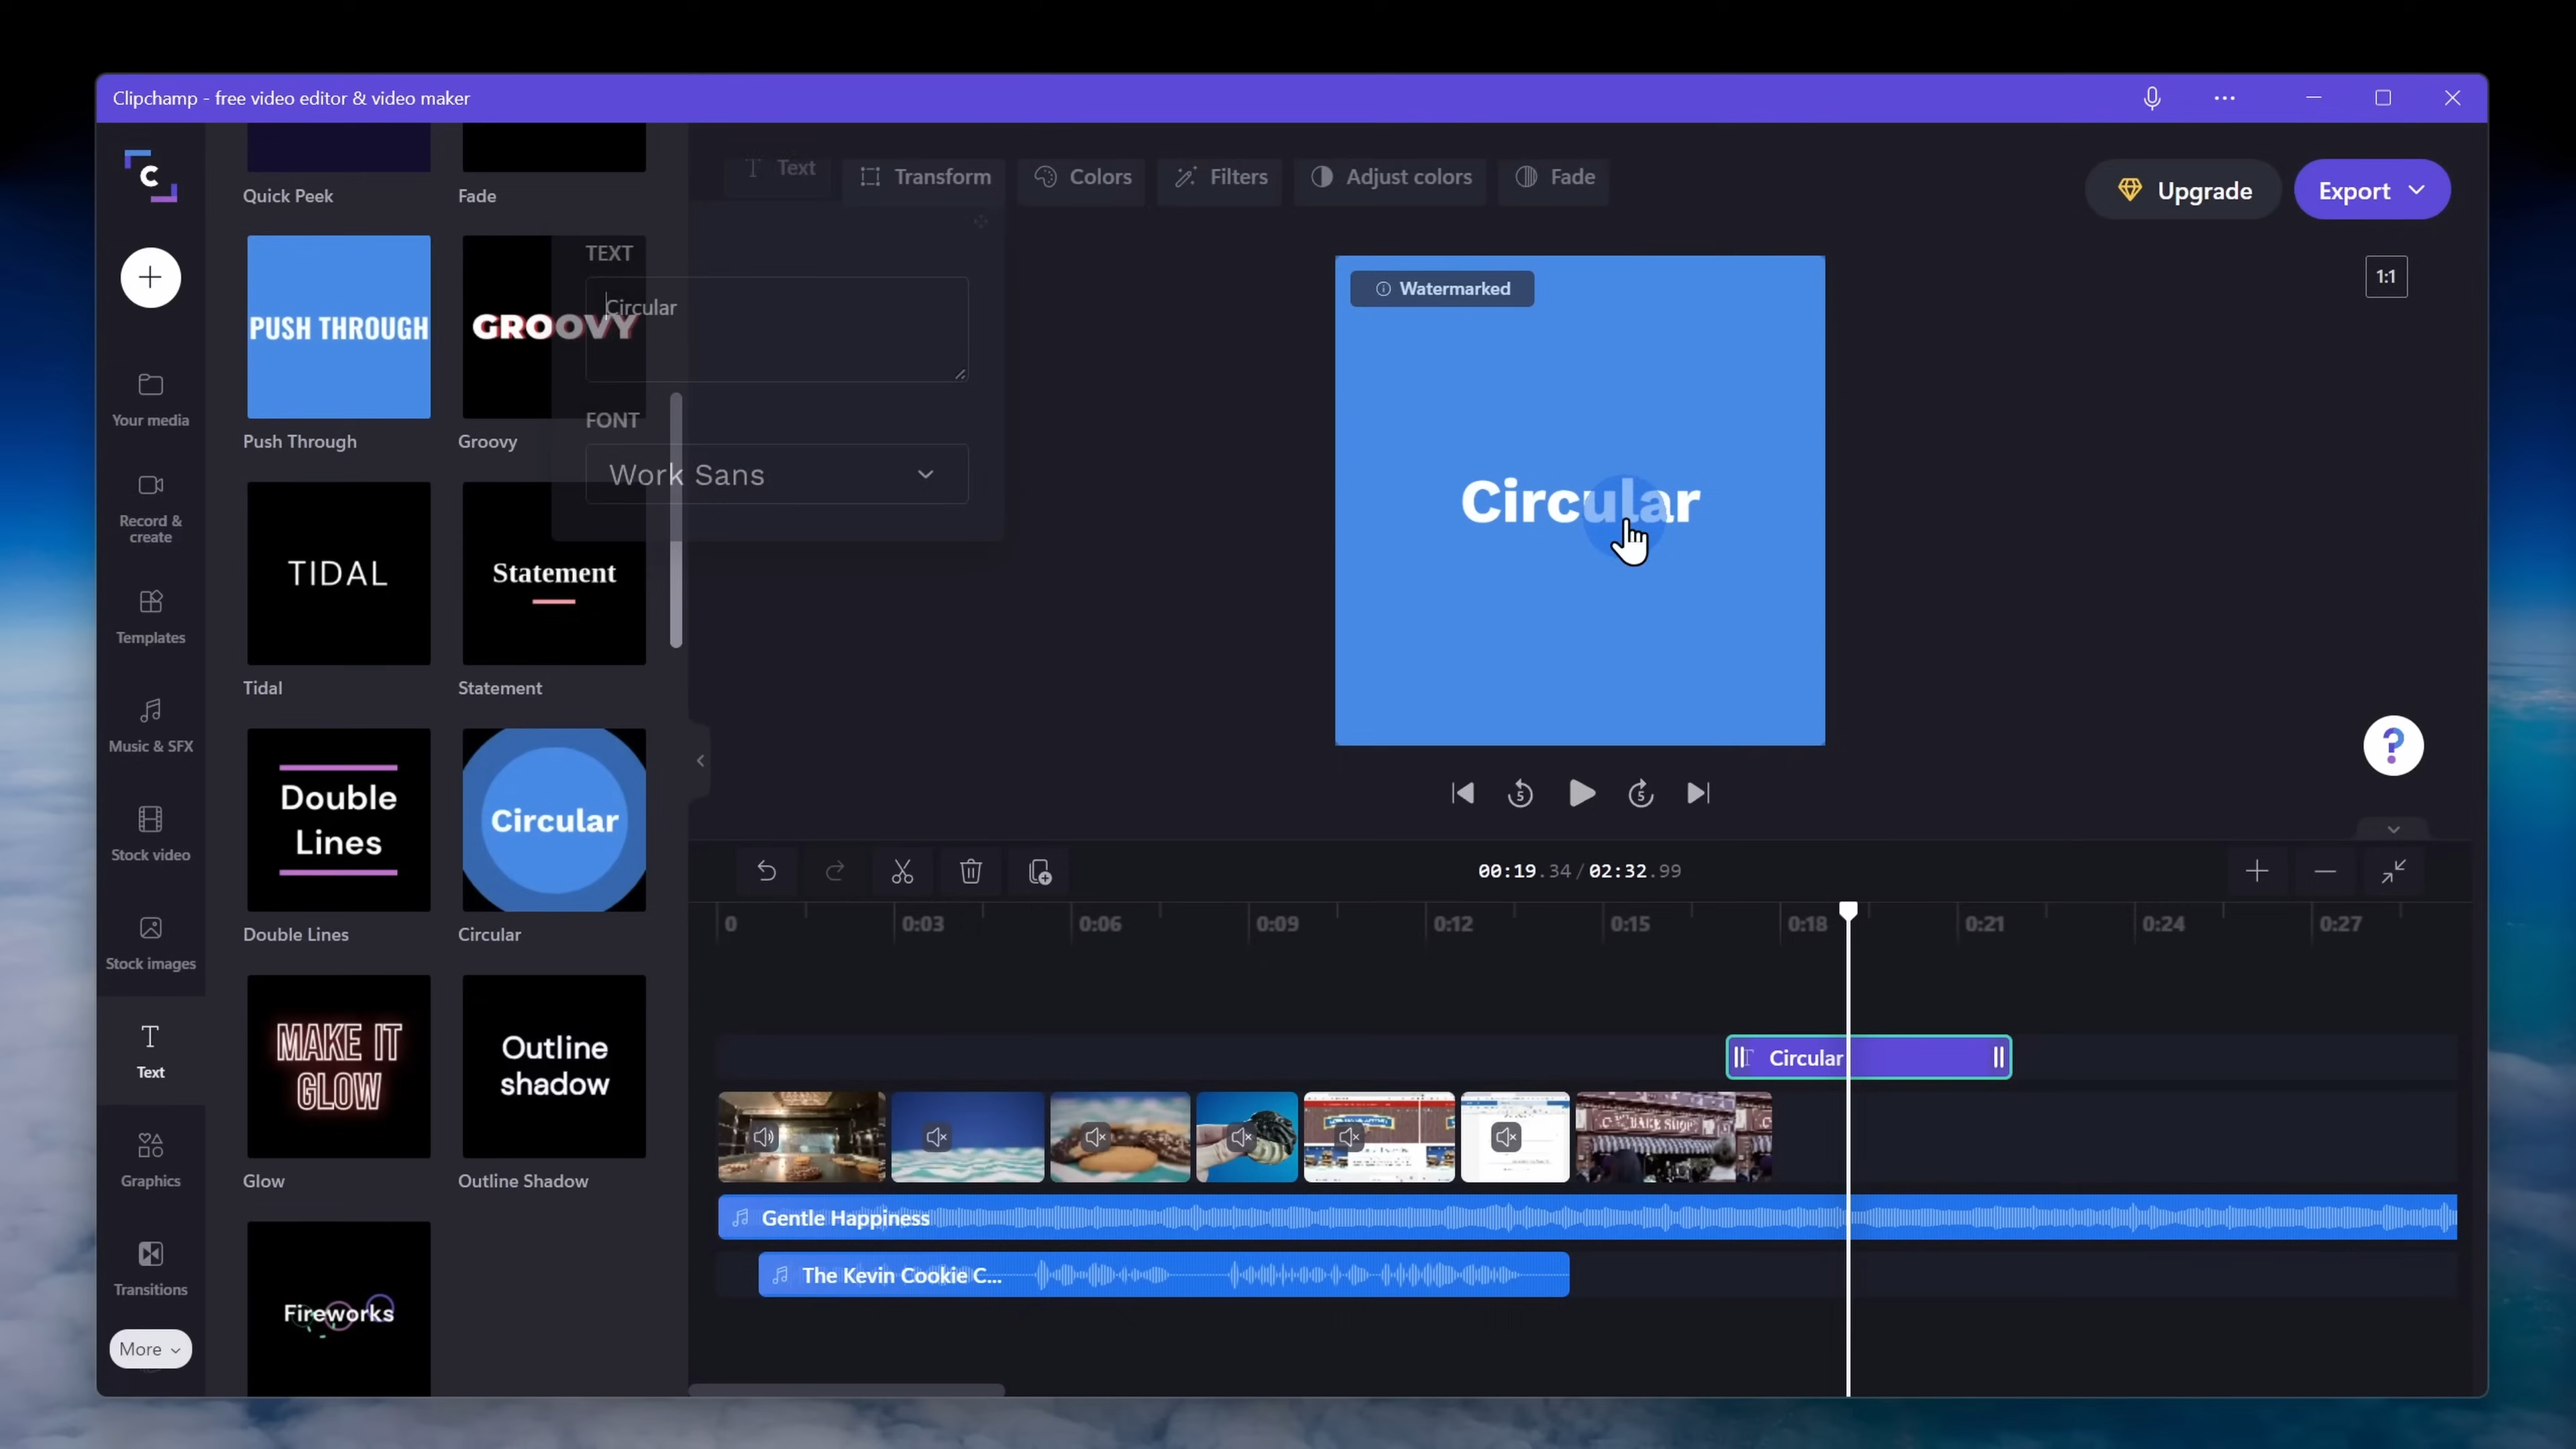 Clipchamp - free video editor & video maker
C
Your media
Record &
create
Templates
Music & SFX
Stock video
Stock images
T
Text
Graphics
Transitions
More
Quick Peek
Fade
PUSH THROUGH
Push Through
GROOVY
Groovy
TIDAL
Tidal
Statement
Statement
Double
Lines
Double Lines
Circular
Circular
MAKE IT
GLOW
Glow
Outline
shadow
Outline Shadow
Fireworks
T Text
Transform
Colors
Filters
Adjust colors
Fade
TEXT
Circular
FONT
Work Sans
Upgrade
Export
1:1
Watermarked
Circular
?
5
5
00:19.34 / 02:32.99
0
0:03
0:06
0:09
0:12
0:15
0:18
0:21
0:24
0:27
T Circular
BAKE SHOP
Gentle Happiness
The Kevin Cookie C...